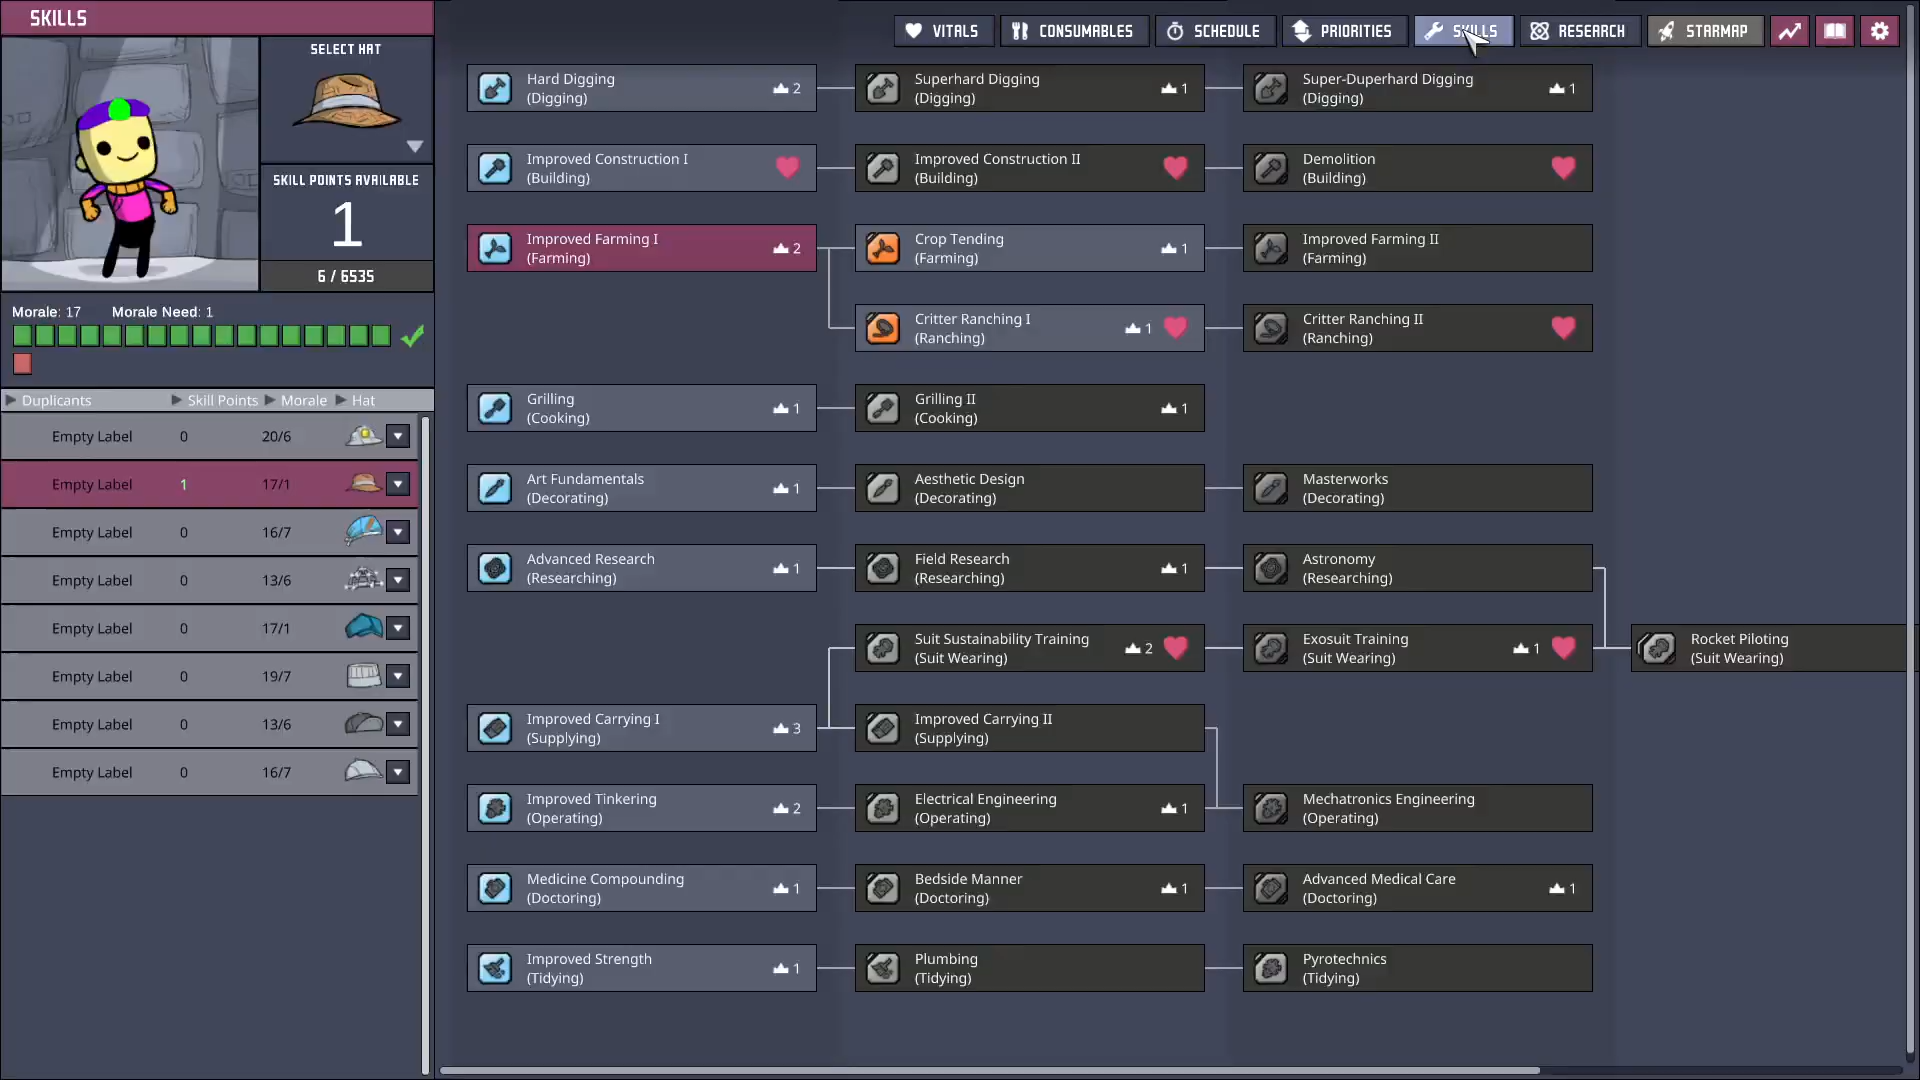 SKILLS
VITALS
CONSUMABLES
SCHEDULE
PRIORITIES
SKILLS
RESEARCH
STARMAP
SELECT HAT
SKILL POINTS AVAILABLE
1
6 / 6535
Morale: 17 Morale Need: 1
Duplicants Skill Points Morale Hat
Empty Label 0 20/6
Empty Label 1 17/1
Empty Label 0 16/7
Empty Label 0 13/6
Empty Label 0 17/1
Empty Label 0 19/7
Empty Label 0 13/6
Empty Label 0 16/7
Hard Digging
(Digging)
2
Superhard Digging
(Digging)
1
Super-Duperhard Digging
(Digging)
1
Improved Construction I
(Building)
Improved Construction II
(Building)
Demolition
(Building)
Improved Farming I
(Farming)
2
Crop Tending
(Farming)
1
Improved Farming II
(Farming)
Critter Ranching I
(Ranching)
1
Critter Ranching II
(Ranching)
Grilling
(Cooking)
1
Grilling II
(Cooking)
1
Art Fundamentals
(Decorating)
1
Aesthetic Design
(Decorating)
Masterworks
(Decorating)
Advanced Research
(Researching)
1
Field Research
(Researching)
1
Astronomy
(Researching)
Suit Sustainability Training
(Suit Wearing)
2
Exosuit Training
(Suit Wearing)
1
Rocket Piloting
(Suit Wearing)
Improved Carrying I
(Supplying)
3
Improved Carrying II
(Supplying)
Improved Tinkering
(Operating)
2
Electrical Engineering
(Operating)
1
Mechatronics Engineering
(Operating)
Medicine Compounding
(Doctoring)
1
Bedside Manner
(Doctoring)
1
Advanced Medical Care
(Doctoring)
1
Improved Strength
(Tidying)
1
Plumbing
(Tidying)
Pyrotechnics
(Tidying)